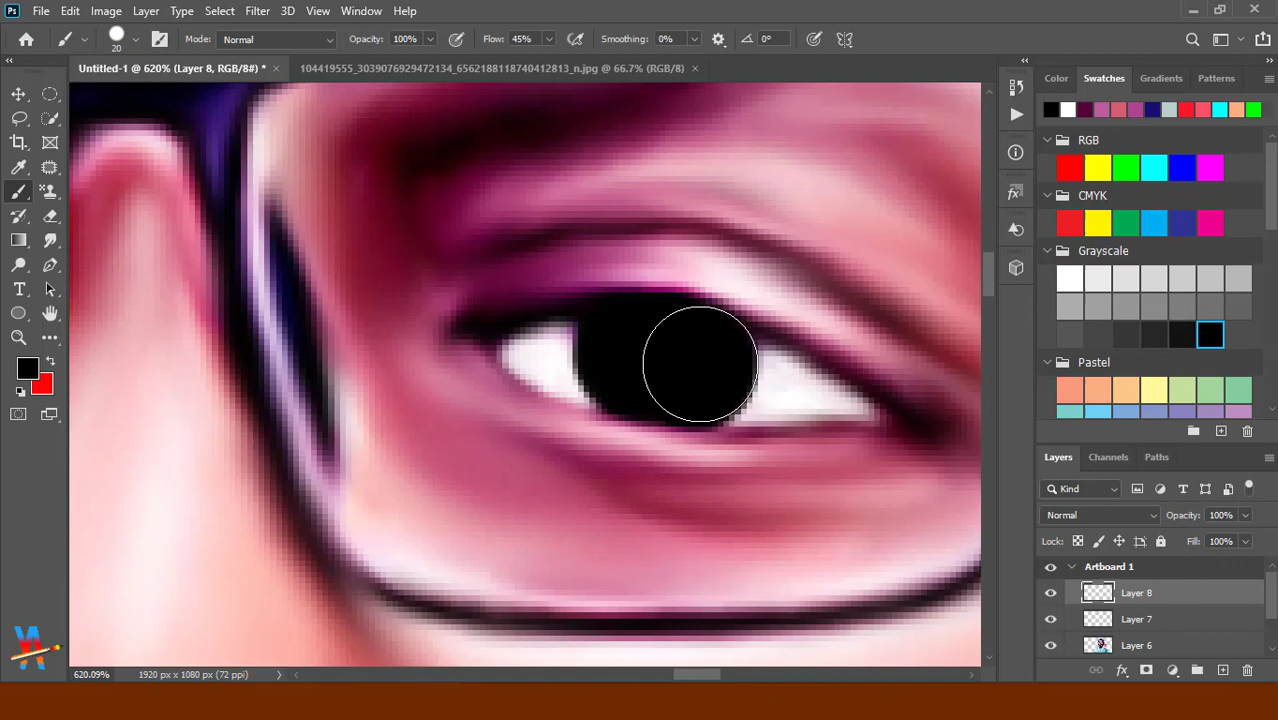 Ps File Edit Image Layer Type Select Filter 3D View Window Help
20 Mode: Normal Opacity: 100% Flow: 45% Smoothing: 0% 0°
Untitled-1 @ 620% (Layer 8, RGB/8#) * × 104419555_3039076929472134_6562188118740412813_n.jpg @ 66.7% (RGB/8) ×
Color Swatches Gradients Patterns
RGB
CMYK
Grayscale
Pastel
Layers Channels Paths
Kind
Normal Opacity: 100%
Lock: Fill: 100%
Artboard 1
Layer 8
Layer 7
Layer 6
620.09% 1920 px x 1080 px (72 ppi)